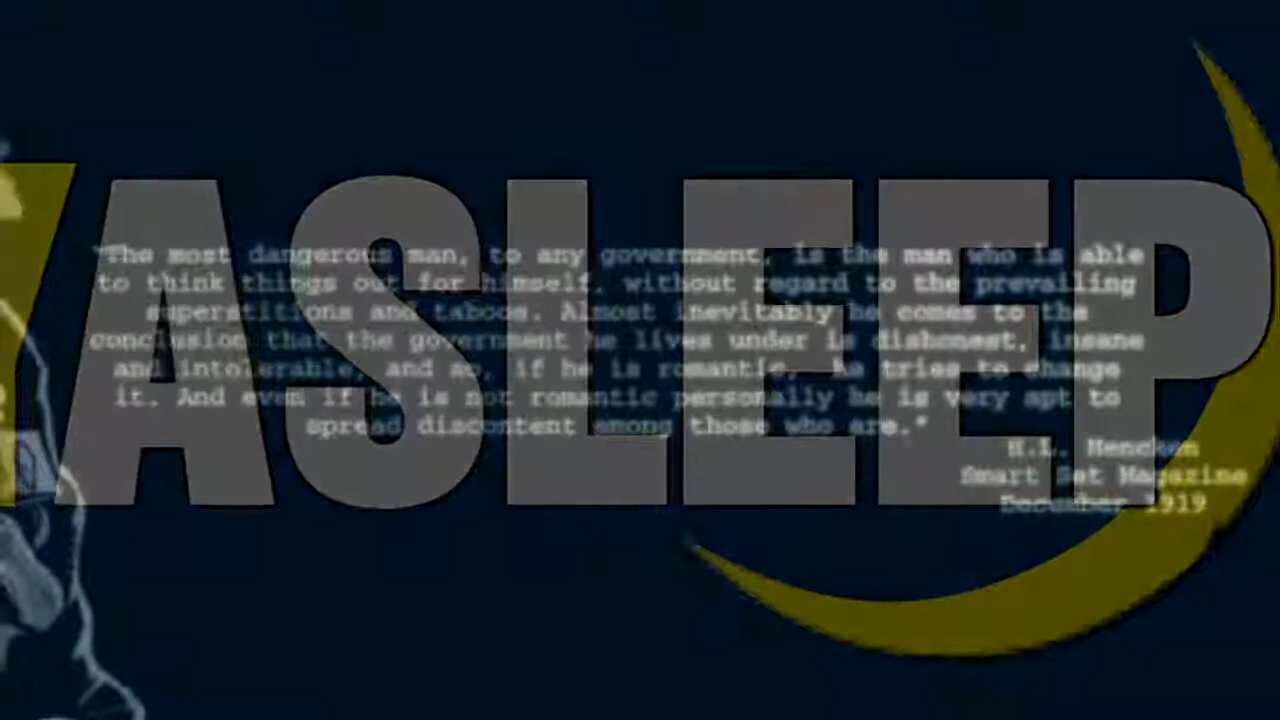 ASLEEP
"The most dangerous man, to any government, is the man who is able
to think things out for himself, without regard to the prevailing
superstitions and taboos. Almost inevitably he comes to the
conclusion that the government he lives under is dishonest, insane
and intolerable, and so, if he is romantic, he tries to change
it. And even if he is not romantic personally he is very apt to
spread discontent among those who are."
H.L. Mencken
Smart Set Magazine
December 1919